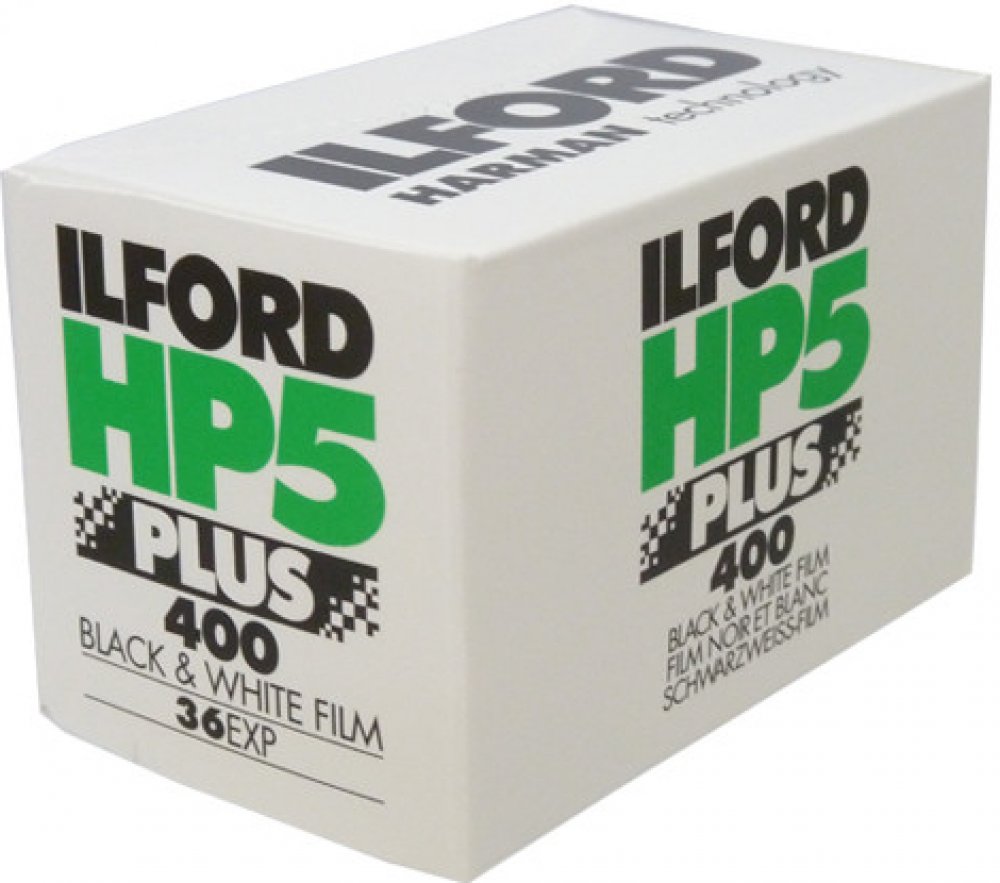 ILFORD
HARMAN technology
ILFORD
HP5
PLUS
400
BLACK & WHITE FILM
36EXP
ILFORD
HP5
PLUS
400
BLACK & WHITE FILM
FILM NOIR ET BLANC
SCHWARZWEISS-FILM